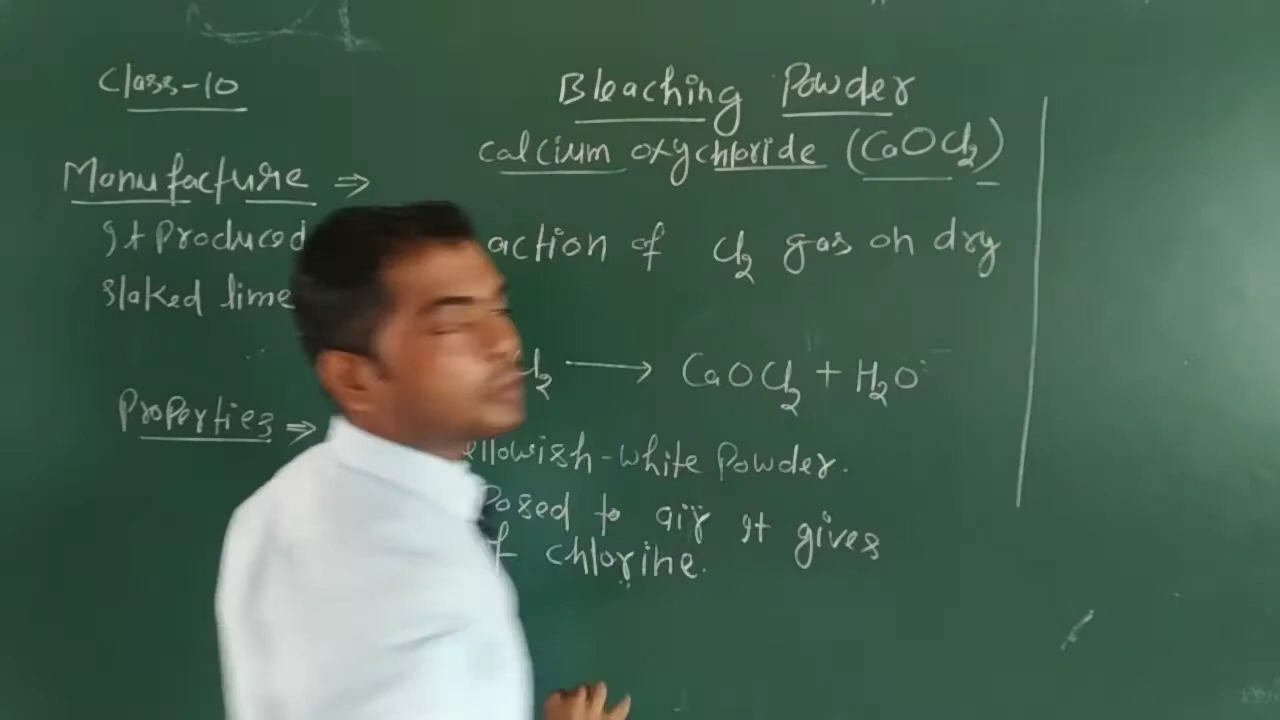 Class-10
Bleaching Powder
calcium oxychloride (CaOCl₂)
Manufacture ⇒
It Produced action of Cl₂ gas on dry
slaked lime
⟶ CaOCl₂ + H₂O
Properties ⇒ ellowish-white Powder.
Posed to air It gives
f chlorine.